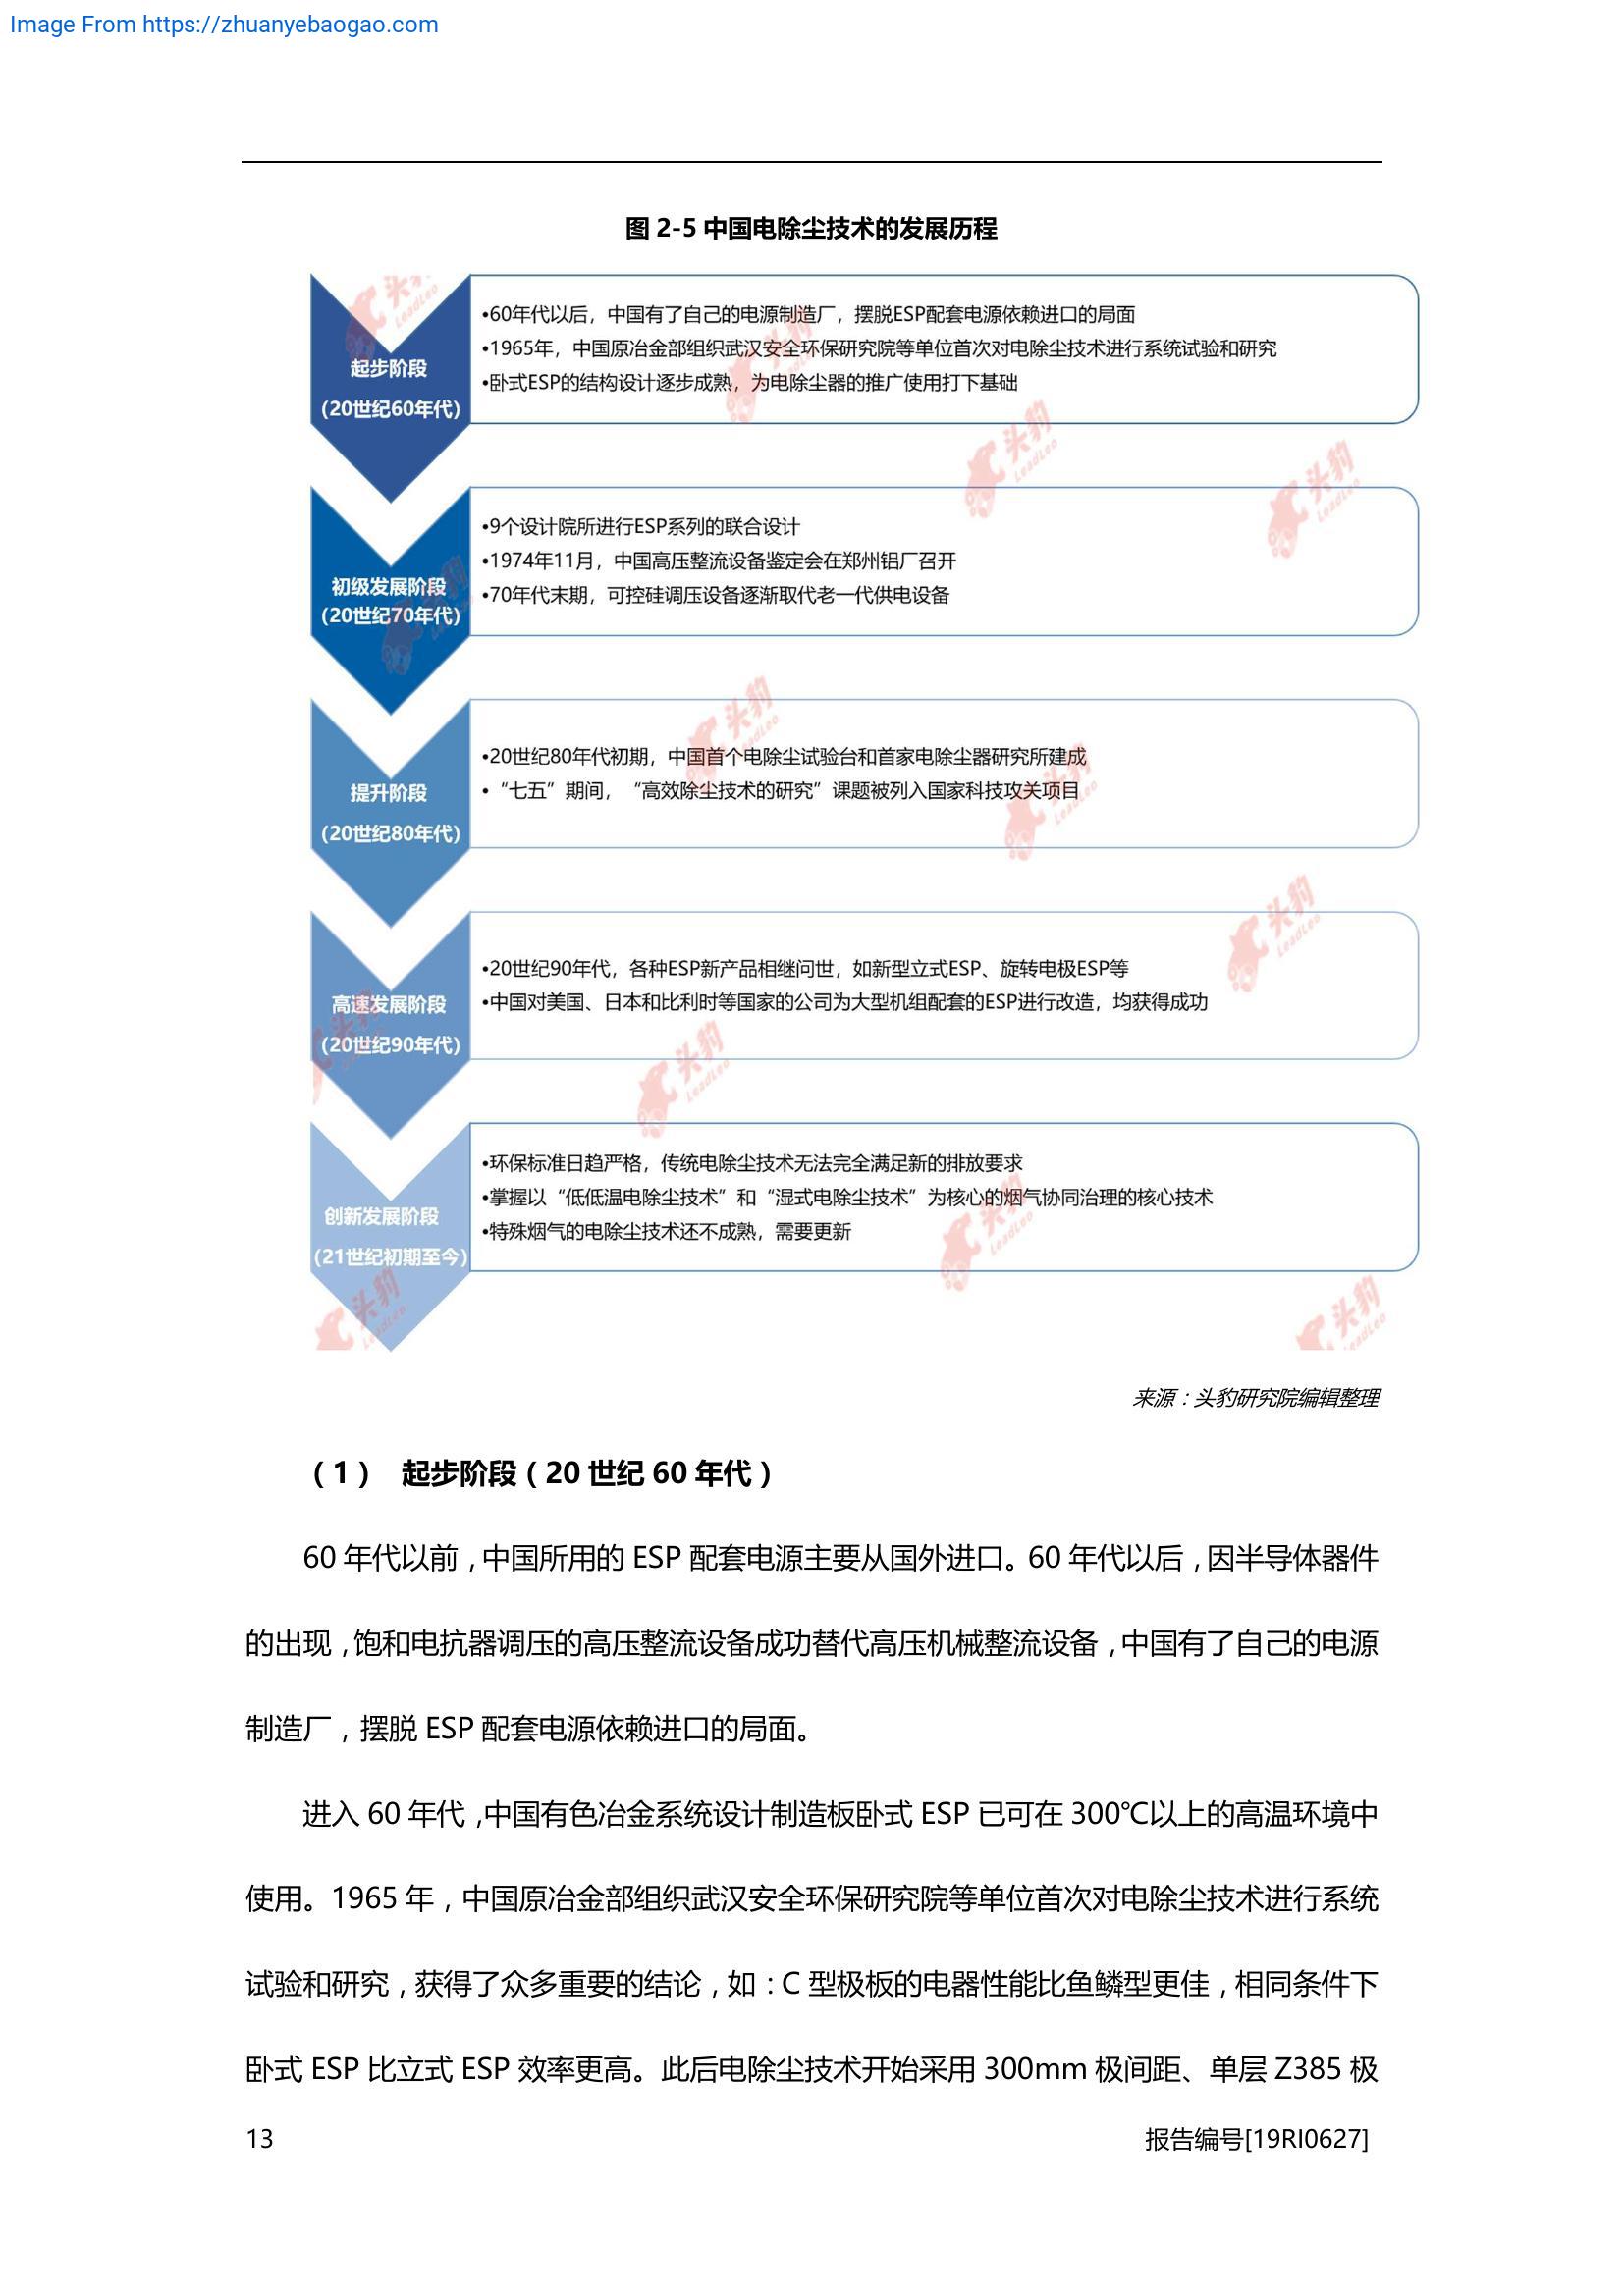 Image From https://zhuanyebaogao.com
图 2-5 中国电除尘技术的发展历程
起步阶段
（20世纪60年代）
•60年代以后，中国有了自己的电源制造厂，摆脱ESP配套电源依赖进口的局面
•1965年，中国原冶金部组织武汉安全环保研究院等单位首次对电除尘技术进行系统试验和研究
•卧式ESP的结构设计逐步成熟，为电除尘器的推广使用打下基础
初级发展阶段
（20世纪70年代）
•9个设计院所进行ESP系列的联合设计
•1974年11月，中国高压整流设备鉴定会在郑州铝厂召开
•70年代末期，可控硅调压设备逐渐取代老一代供电设备
提升阶段
（20世纪80年代）
•20世纪80年代初期，中国首个电除尘试验台和首家电除尘器研究所建成
•“七五”期间，“高效除尘技术的研究”课题被列入国家科技攻关项目
高速发展阶段
（20世纪90年代）
•20世纪90年代，各种ESP新产品相继问世，如新型立式ESP、旋转电极ESP等
•中国对美国、日本和比利时等国家的公司为大型机组配套的ESP进行改造，均获得成功
创新发展阶段
（21世纪初期至今）
•环保标准日趋严格，传统电除尘技术无法完全满足新的排放要求
•掌握以“低低温电除尘技术”和“湿式电除尘技术”为核心的烟气协同治理的核心技术
•特殊烟气的电除尘技术还不成熟，需要更新
头豹
LeadLeo
来源：头豹研究院编辑整理
（1） 起步阶段（20 世纪 60 年代）
60 年代以前，中国所用的 ESP 配套电源主要从国外进口。60 年代以后，因半导体器件
的出现，饱和电抗器调压的高压整流设备成功替代高压机械整流设备，中国有了自己的电源
制造厂，摆脱 ESP 配套电源依赖进口的局面。
进入 60 年代，中国有色冶金系统设计制造板卧式 ESP 已可在 300℃以上的高温环境中
使用。1965 年，中国原冶金部组织武汉安全环保研究院等单位首次对电除尘技术进行系统
试验和研究，获得了众多重要的结论，如：C 型极板的电器性能比鱼鳞型更佳，相同条件下
卧式 ESP 比立式 ESP 效率更高。此后电除尘技术开始采用 300mm 极间距、单层 Z385 极
13
报告编号[19RI0627]